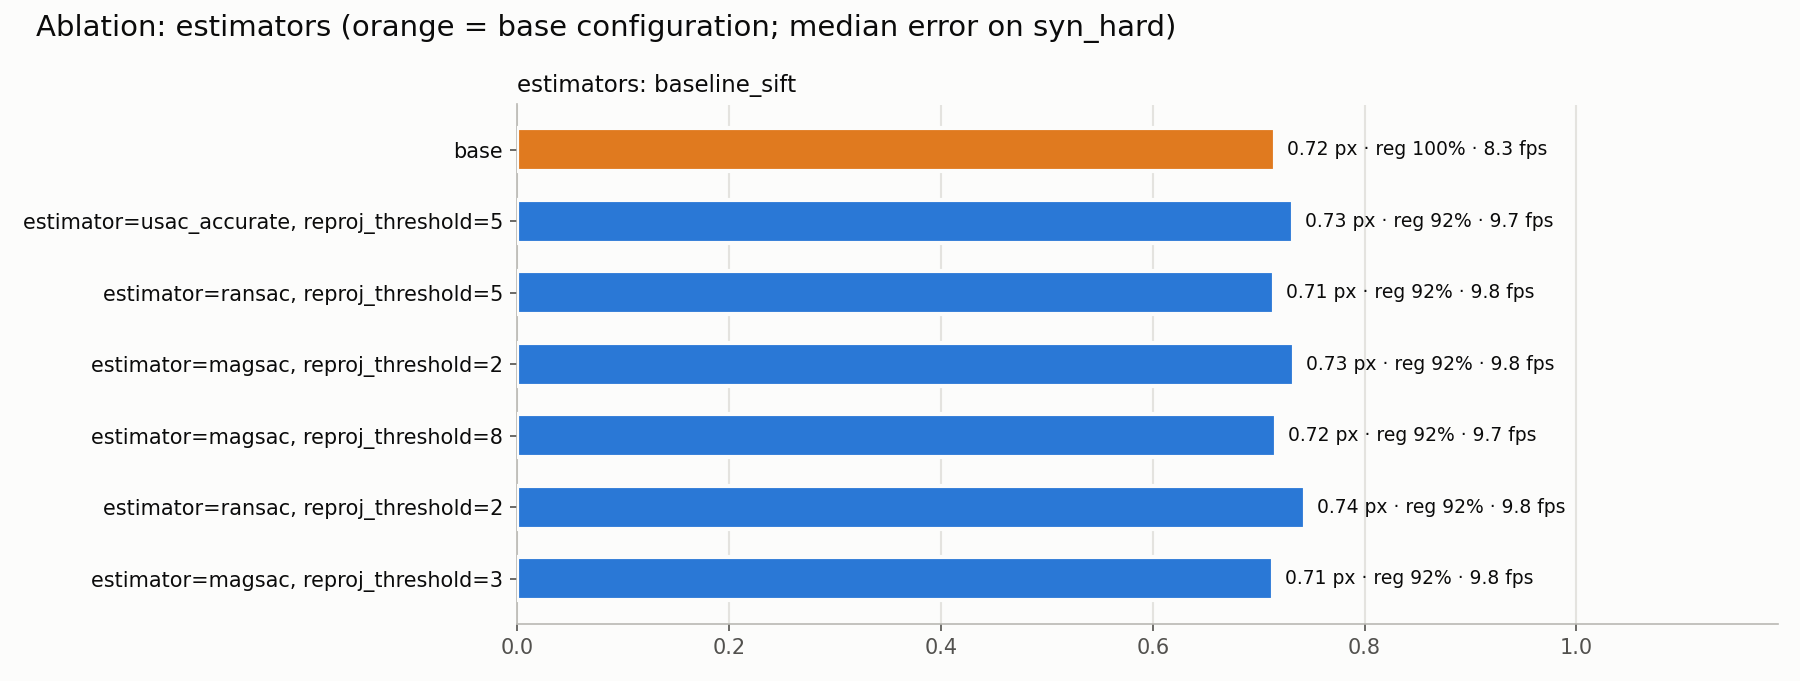 Ablation: estimators (orange = base configuration; median error on syn_hard)
estimators: baseline_sift
base 0.72 px · reg 100% · 8.3 fps
estimator=usac_accurate, reproj_threshold=5 0.73 px · reg 92% · 9.7 fps
estimator=ransac, reproj_threshold=5 0.71 px · reg 92% · 9.8 fps
estimator=magsac, reproj_threshold=2 0.73 px · reg 92% · 9.8 fps
estimator=magsac, reproj_threshold=8 0.72 px · reg 92% · 9.7 fps
estimator=ransac, reproj_threshold=2 0.74 px · reg 92% · 9.8 fps
estimator=magsac, reproj_threshold=3 0.71 px · reg 92% · 9.8 fps
0.0 0.2 0.4 0.6 0.8 1.0